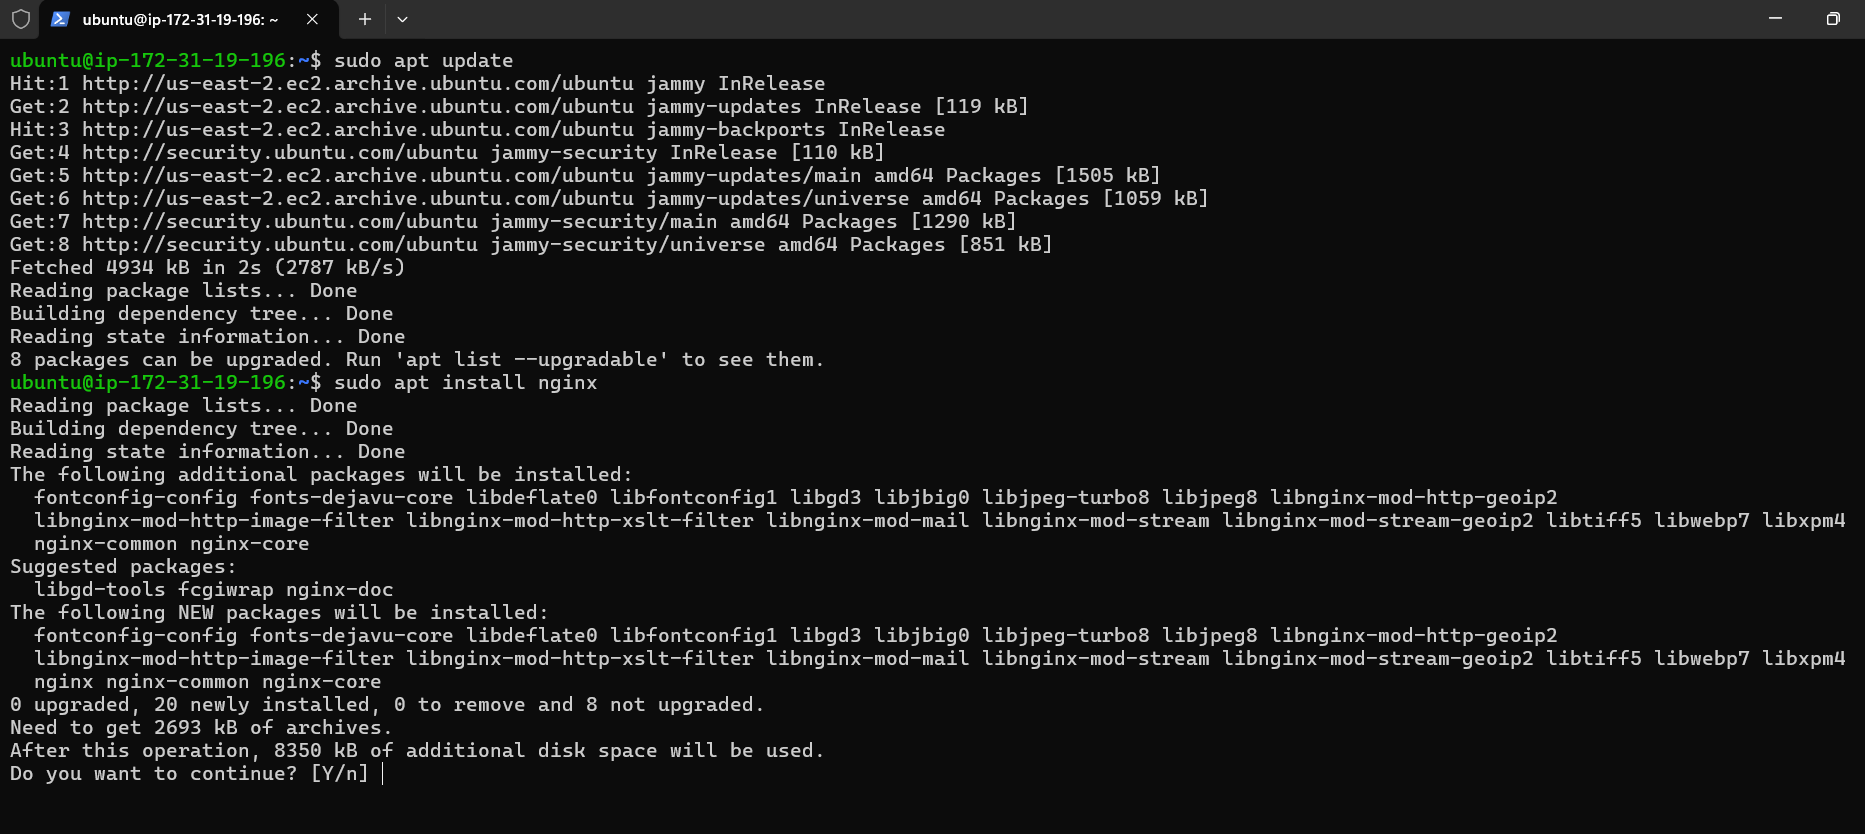 ubuntu@ip-172-31-19-196: ~
ubuntu@ip-172-31-19-196:~$ sudo apt update
Hit:1 http://us-east-2.ec2.archive.ubuntu.com/ubuntu jammy InRelease
Get:2 http://us-east-2.ec2.archive.ubuntu.com/ubuntu jammy-updates InRelease [119 kB]
Hit:3 http://us-east-2.ec2.archive.ubuntu.com/ubuntu jammy-backports InRelease
Get:4 http://security.ubuntu.com/ubuntu jammy-security InRelease [110 kB]
Get:5 http://us-east-2.ec2.archive.ubuntu.com/ubuntu jammy-updates/main amd64 Packages [1505 kB]
Get:6 http://us-east-2.ec2.archive.ubuntu.com/ubuntu jammy-updates/universe amd64 Packages [1059 kB]
Get:7 http://security.ubuntu.com/ubuntu jammy-security/main amd64 Packages [1290 kB]
Get:8 http://security.ubuntu.com/ubuntu jammy-security/universe amd64 Packages [851 kB]
Fetched 4934 kB in 2s (2787 kB/s)
Reading package lists... Done
Building dependency tree... Done
Reading state information... Done
8 packages can be upgraded. Run 'apt list --upgradable' to see them.
ubuntu@ip-172-31-19-196:~$ sudo apt install nginx
Reading package lists... Done
Building dependency tree... Done
Reading state information... Done
The following additional packages will be installed:
  fontconfig-config fonts-dejavu-core libdeflate0 libfontconfig1 libgd3 libjbig0 libjpeg-turbo8 libjpeg8 libnginx-mod-http-geoip2
  libnginx-mod-http-image-filter libnginx-mod-http-xslt-filter libnginx-mod-mail libnginx-mod-stream libnginx-mod-stream-geoip2 libtiff5 libwebp7 libxpm4
  nginx-common nginx-core
Suggested packages:
  libgd-tools fcgiwrap nginx-doc
The following NEW packages will be installed:
  fontconfig-config fonts-dejavu-core libdeflate0 libfontconfig1 libgd3 libjbig0 libjpeg-turbo8 libjpeg8 libnginx-mod-http-geoip2
  libnginx-mod-http-image-filter libnginx-mod-http-xslt-filter libnginx-mod-mail libnginx-mod-stream libnginx-mod-stream-geoip2 libtiff5 libwebp7 libxpm4
  nginx nginx-common nginx-core
0 upgraded, 20 newly installed, 0 to remove and 8 not upgraded.
Need to get 2693 kB of archives.
After this operation, 8350 kB of additional disk space will be used.
Do you want to continue? [Y/n]